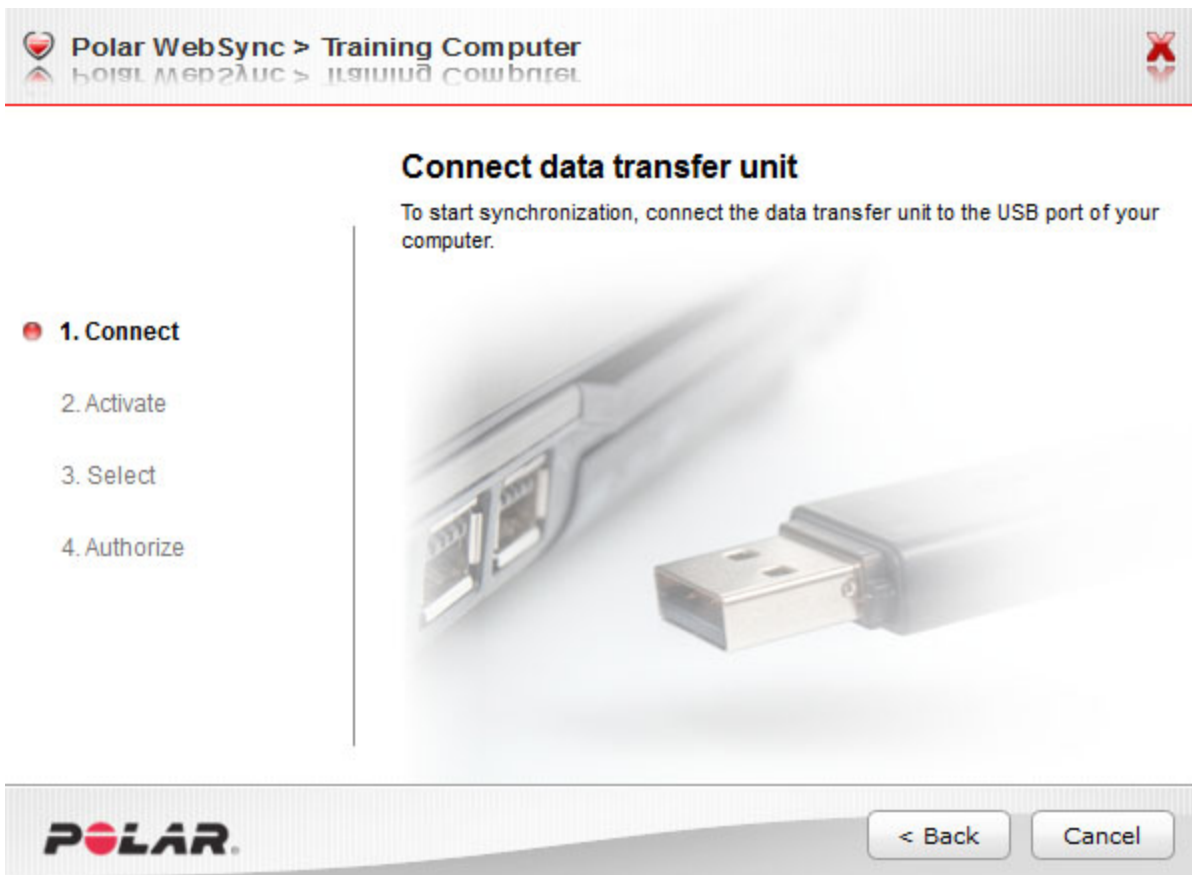 Polar WebSync > Training Computer
Connect data transfer unit
To start synchronization, connect the data transfer unit to the USB port of your
computer.
1. Connect
2. Activate
3. Select
4. Authorize
POLAR.
< Back
Cancel